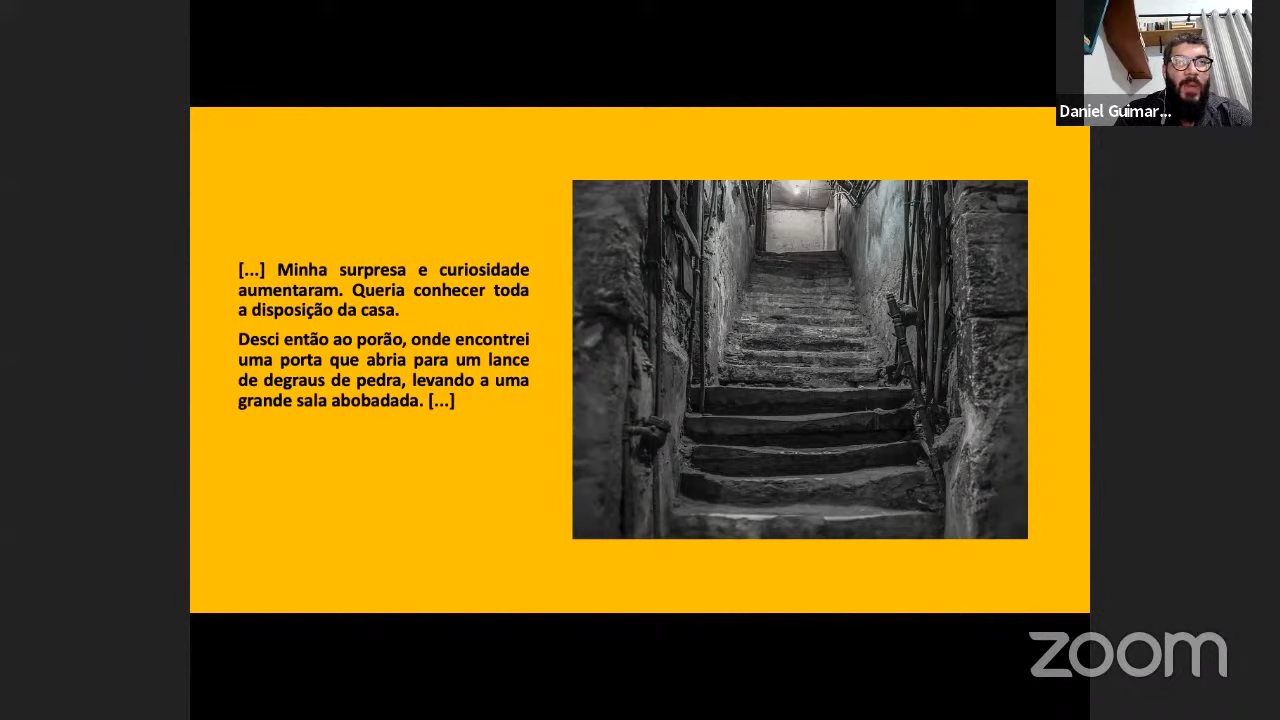 Daniel Guimar...
[...] Minha surpresa e curiosidade
aumentaram. Queria conhecer toda
a disposição da casa.
Desci então ao porão, onde encontrei
uma porta que abria para um lance
de degraus de pedra, levando a uma
grande sala abobadada. [...]
zoom